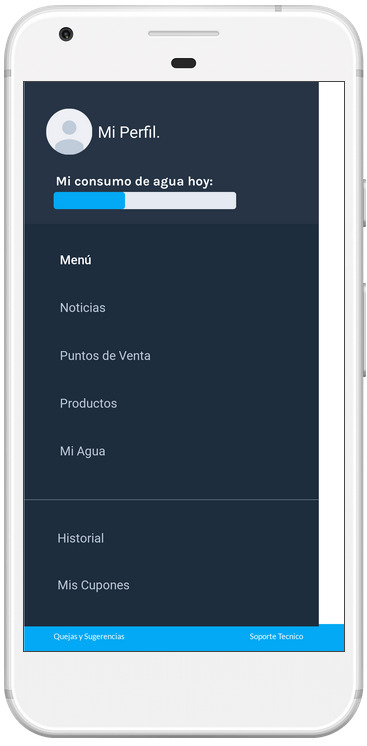 Mi Perfil.
Mi consumo de agua hoy:
Menú
Noticias
Puntos de Venta
Productos
Mi Agua
Historial
Mis Cupones
Quejas y Sugerencias
Soporte Tecnico